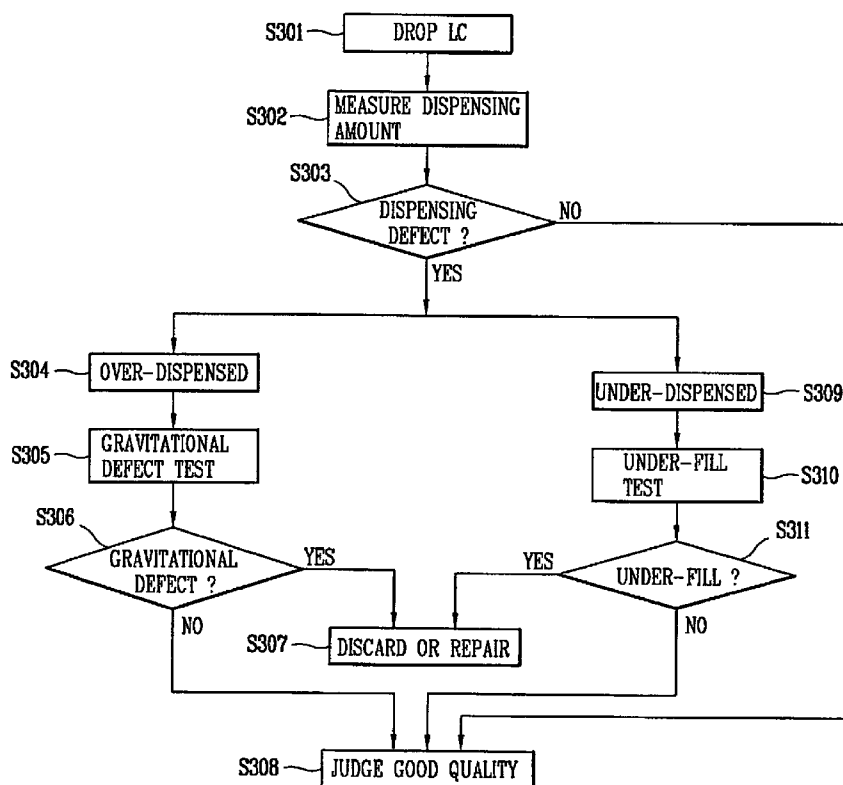 S301
DROP LC
S302
MEASURE DISPENSING
AMOUNT
S303
DISPENSING
DEFECT ?
NO
YES
S304
OVER-DISPENSED
UNDER-DISPENSED
S309
S305
GRAVITATIONAL
DEFECT TEST
UNDER-FILL
TEST
S310
S306
GRAVITATIONAL
DEFECT ?
YES
NO
S311
UNDER-FILL ?
YES
NO
S307
DISCARD OR REPAIR
S308
JUDGE GOOD QUALITY